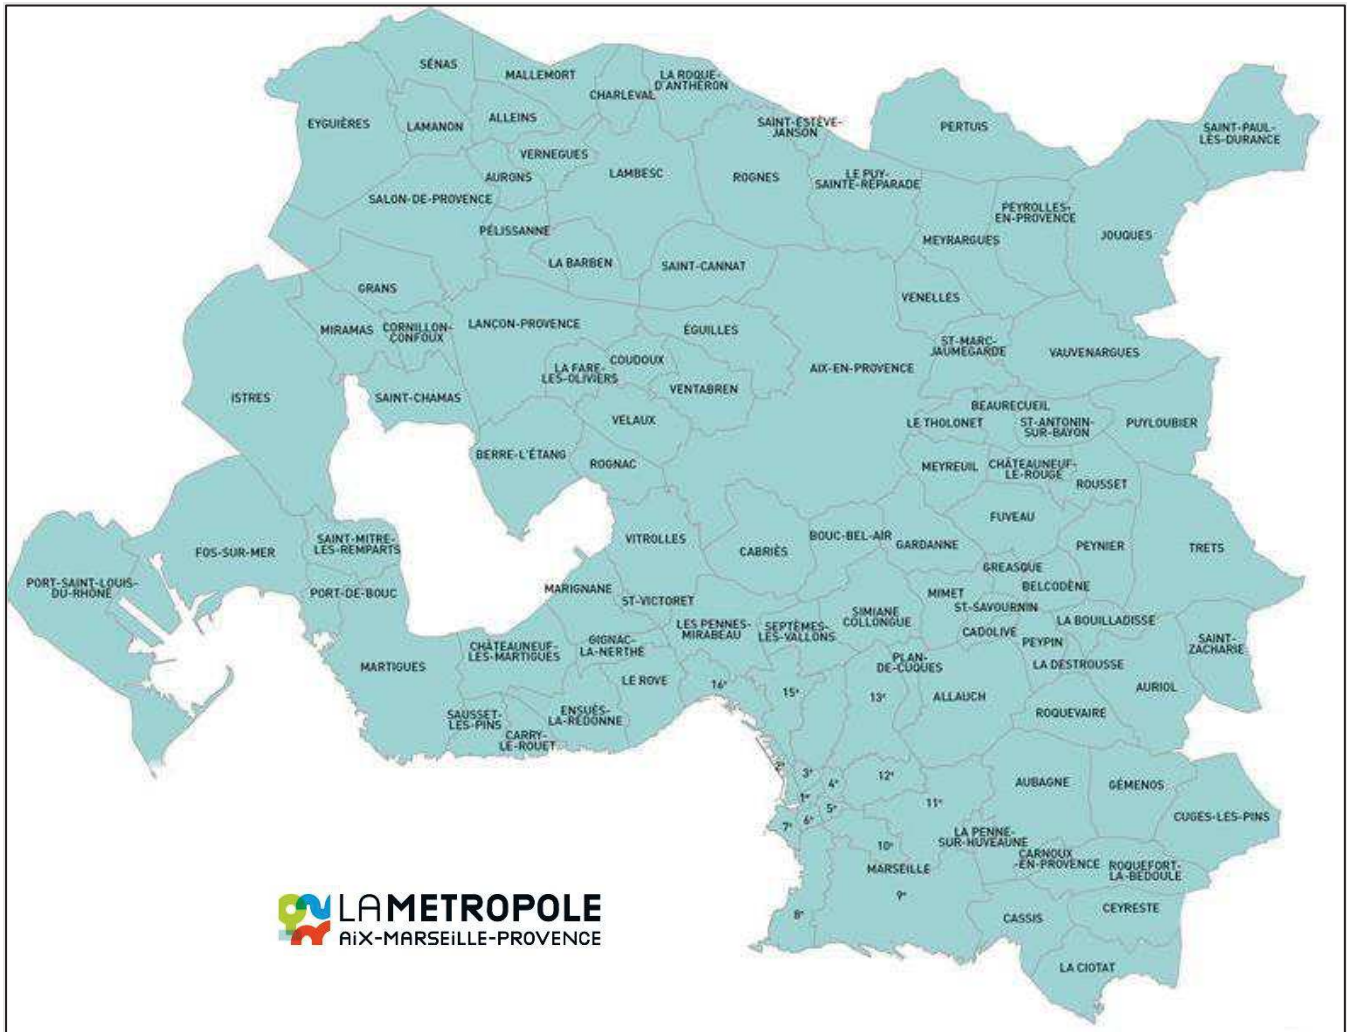 SÉNAS
MALLEMORT
CHARLEVAL
LA ROQUE-
D'ANTHÉRON
EYGUIÈRES
LAMANON
ALLEINS
SAINT-ESTÈVE-
JANSON
PERTUIS
SAINT-PAUL-
LÈS-DURANCE
VERNEGUES
AURONS
LAMBESC
ROGNES
LE PUY-
SAINTE-RÉPARADE
SALON-DE-PROVENCE
PEYROLLES-
EN-PROVENCE
PÉLISSANNE
MEYRARGUES
JOUQUES
LA BARBEN
SAINT-CANNAT
GRANS
VENELLES
MIRAMAS
CORNILLON-
CONFOUX
LANCON-PROVENCE
ÉGUILLES
ST-MARC-
JAUMEGARDE
VAUVENARGUES
COUDOUX
LA FARE-
LES-OLIVIERS
AIX-EN-PROVENCE
VENTABREN
ISTRES
SAINT-CHAMAS
BEAURECUEIL
VELAUX
LE THOLONET
ST-ANTONIN-
SUR-BAYON
PUYLOUBIER
BERRE-L'ÉTANG
ROGNAC
MEYREUIL
CHÂTEAUNEUF-
LE-ROUGE
ROUSSET
FUVEAU
FOS-SUR-MER
SAINT-MITRE-
LES-REMPARTS
VITROLLES
CABRIÈS
BOUC-BEL-AIR
GARDANNE
PEYNIER
TRETS
GREASQUE
PORT-SAINT-LOUIS-
DU-RHÔNE
PORT-DE-BOUC
MARIGNANE
ST-VICTORET
MIMET
BELCODÈNE
ST-SAVOURNIN
LES PENNES-
MIRABEAU
SEPTÈMES-
LES-VALLONS
SIMIANE
COLLONGUE
LA BOUILLADISSE
CADOLIVE
PEYPIN
SAINT-
ZACHARIE
CHÂTEAUNEUF-
LES-MARTIGUES
GIGNAC-
LA-NERTHE
MARTIGUES
PLAN-
DE-CUQUES
LA DESTROUSSE
LE ROVE
16e
15e
13e
ALLAUCH
AURIOL
SAUSSET-
LES-PINS
ENSUÈS-
LA-REDONNE
CARRY-
LE-ROUET
ROQUEVAIRE
2e
3e
4e
12e
AUBAGNE
GÉMENOS
1er
5e
11e
6e
7e
CUGES-LES-PINS
LA PENNE-
SUR-HUVEAUNE
10e
MARSEILLE
CARNOUX
-EN-PROVENCE
ROQUEFORT-
LA-BÉDOULE
9e
8e
CASSIS
CEYRESTE
LA CIOTAT
LAMETROPOLE
AiX-MARSEiLLE-PROVENCE